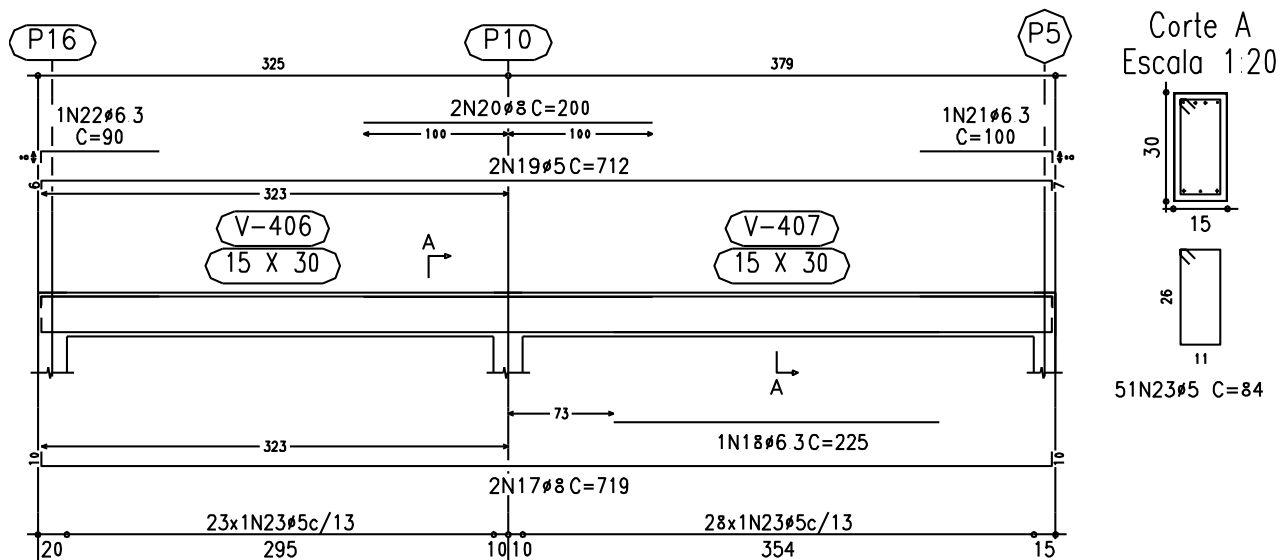 P16
P10
P5
Corte A
Escala 1:20
325
379
2N20ø8 C=200
1N22ø6.3
C=90
1N21ø6.3
C=100
100
100
8
8
30
2N19ø5 C=712
6
7
323
15
V-406
V-407
A
15 X 30
15 X 30
26
11
A
51N23ø5 C=84
73
1N18ø6.3 C=225
323
10
10
2N17ø8 C=719
23x1N23ø5c/13
28x1N23ø5c/13
20
295
10
10
354
15